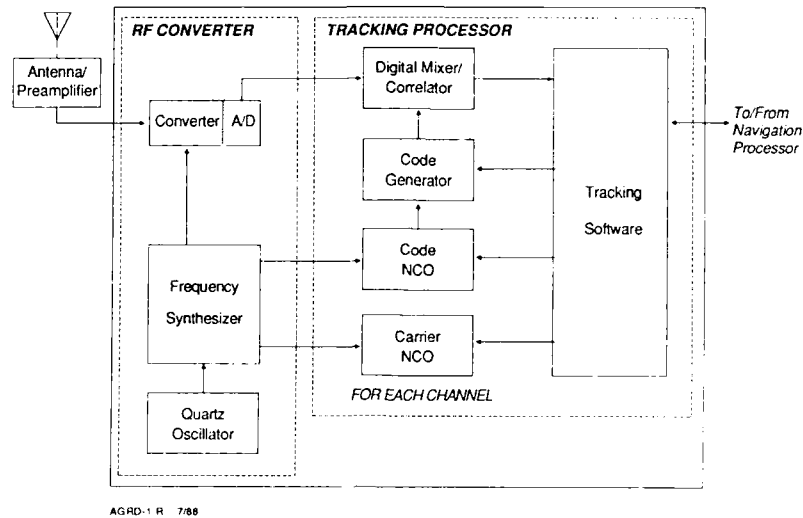 RF CONVERTER
TRACKING PROCESSOR
Antenna/
Preamplifier
Converter
A/D
Digital Mixer/
Correlator
Code
Generator
Code
NCO
Carrier
NCO
Frequency
Synthesizer
Quartz
Oscillator
Tracking
Software
To/From
Navigation
Processor
FOR EACH CHANNEL
AGRD-1 R 7/88